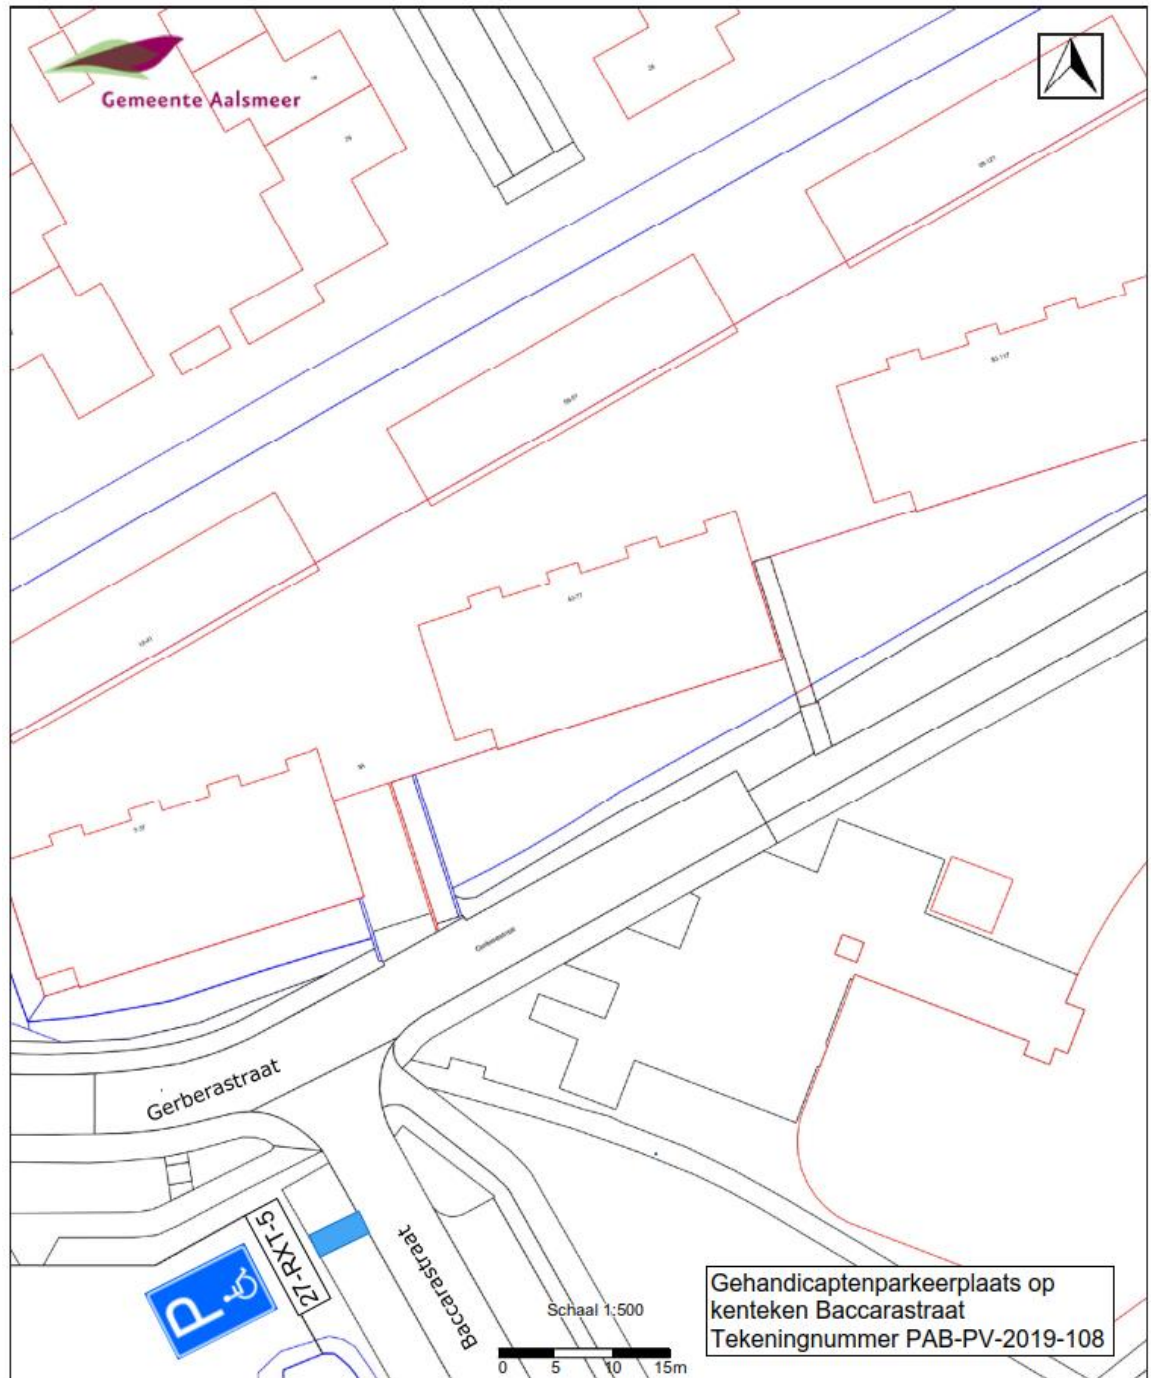 Gemeente Aalsmeer
Gerberastraat
Gerberastraat
27-RXT-5
P
Baccarastraat
Schaal 1:500
0 5 10 15m
Gehandicaptenparkeerplaats op
kenteken Baccarastraat
Tekeningnummer PAB-PV-2019-108